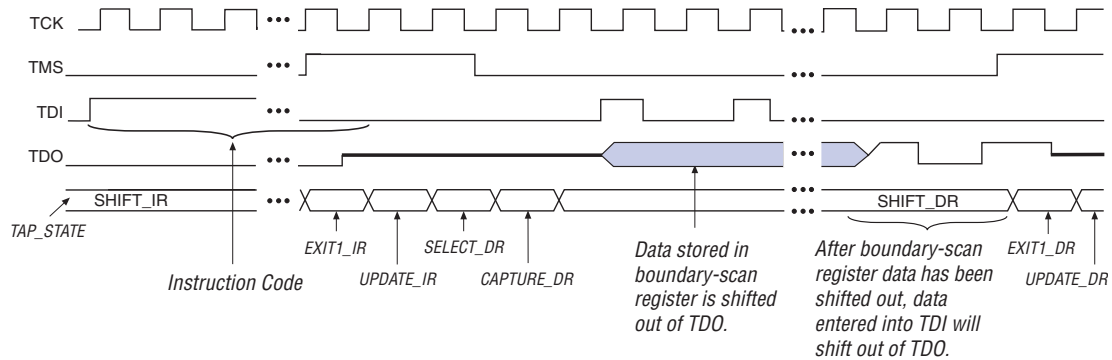 TCK
TMS
TDI
TDO
SHIFT_IR
SHIFT_DR
TAP_STATE
EXIT1_IR
SELECT_DR
Instruction Code
UPDATE_IR
CAPTURE_DR
Data stored in
boundary-scan
register is shifted
out of TDO.
After boundary-scan
register data has been
shifted out, data
entered into TDI will
shift out of TDO.
EXIT1_DR
UPDATE_DR